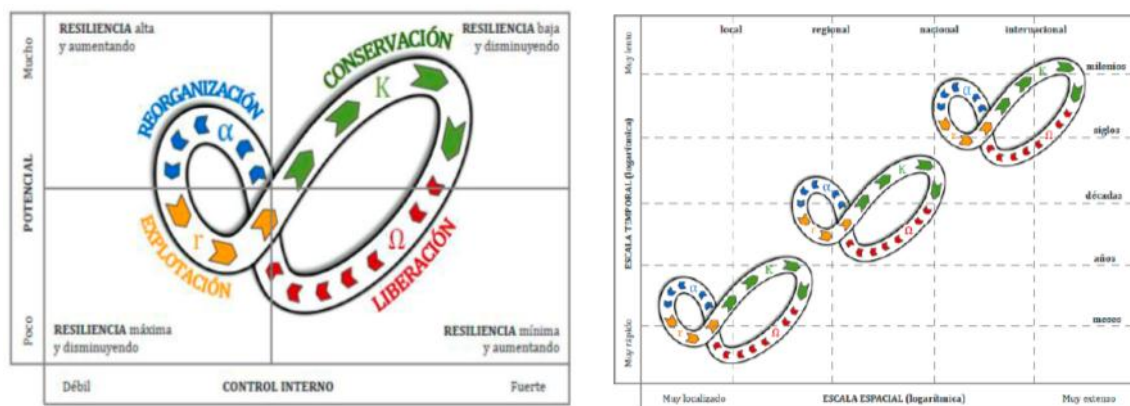 RESILIENCIA alta
y aumentando
RESILIENCIA baja
y disminuyendo
Mucho
POTENCIAL
Poco
REORGANIZACIÓN
α
CONSERVACIÓN
K
EXPLOTACIÓN
r
LIBERACIÓN
Ω
RESILIENCIA máxima
y disminuyendo
RESILIENCIA mínima
y aumentando
Débil
CONTROL INTERNO
Fuerte
local
regional
nacional
internacional
Muy lento
ESCALA TEMPORAL (logarítmica)
Muy rápido
milenios
siglos
décadas
años
meses
α
r
K
Ω
α
r
K
Ω
α
r
K
Ω
Muy localizado
ESCALA ESPACIAL (logarítmica)
Muy extenso